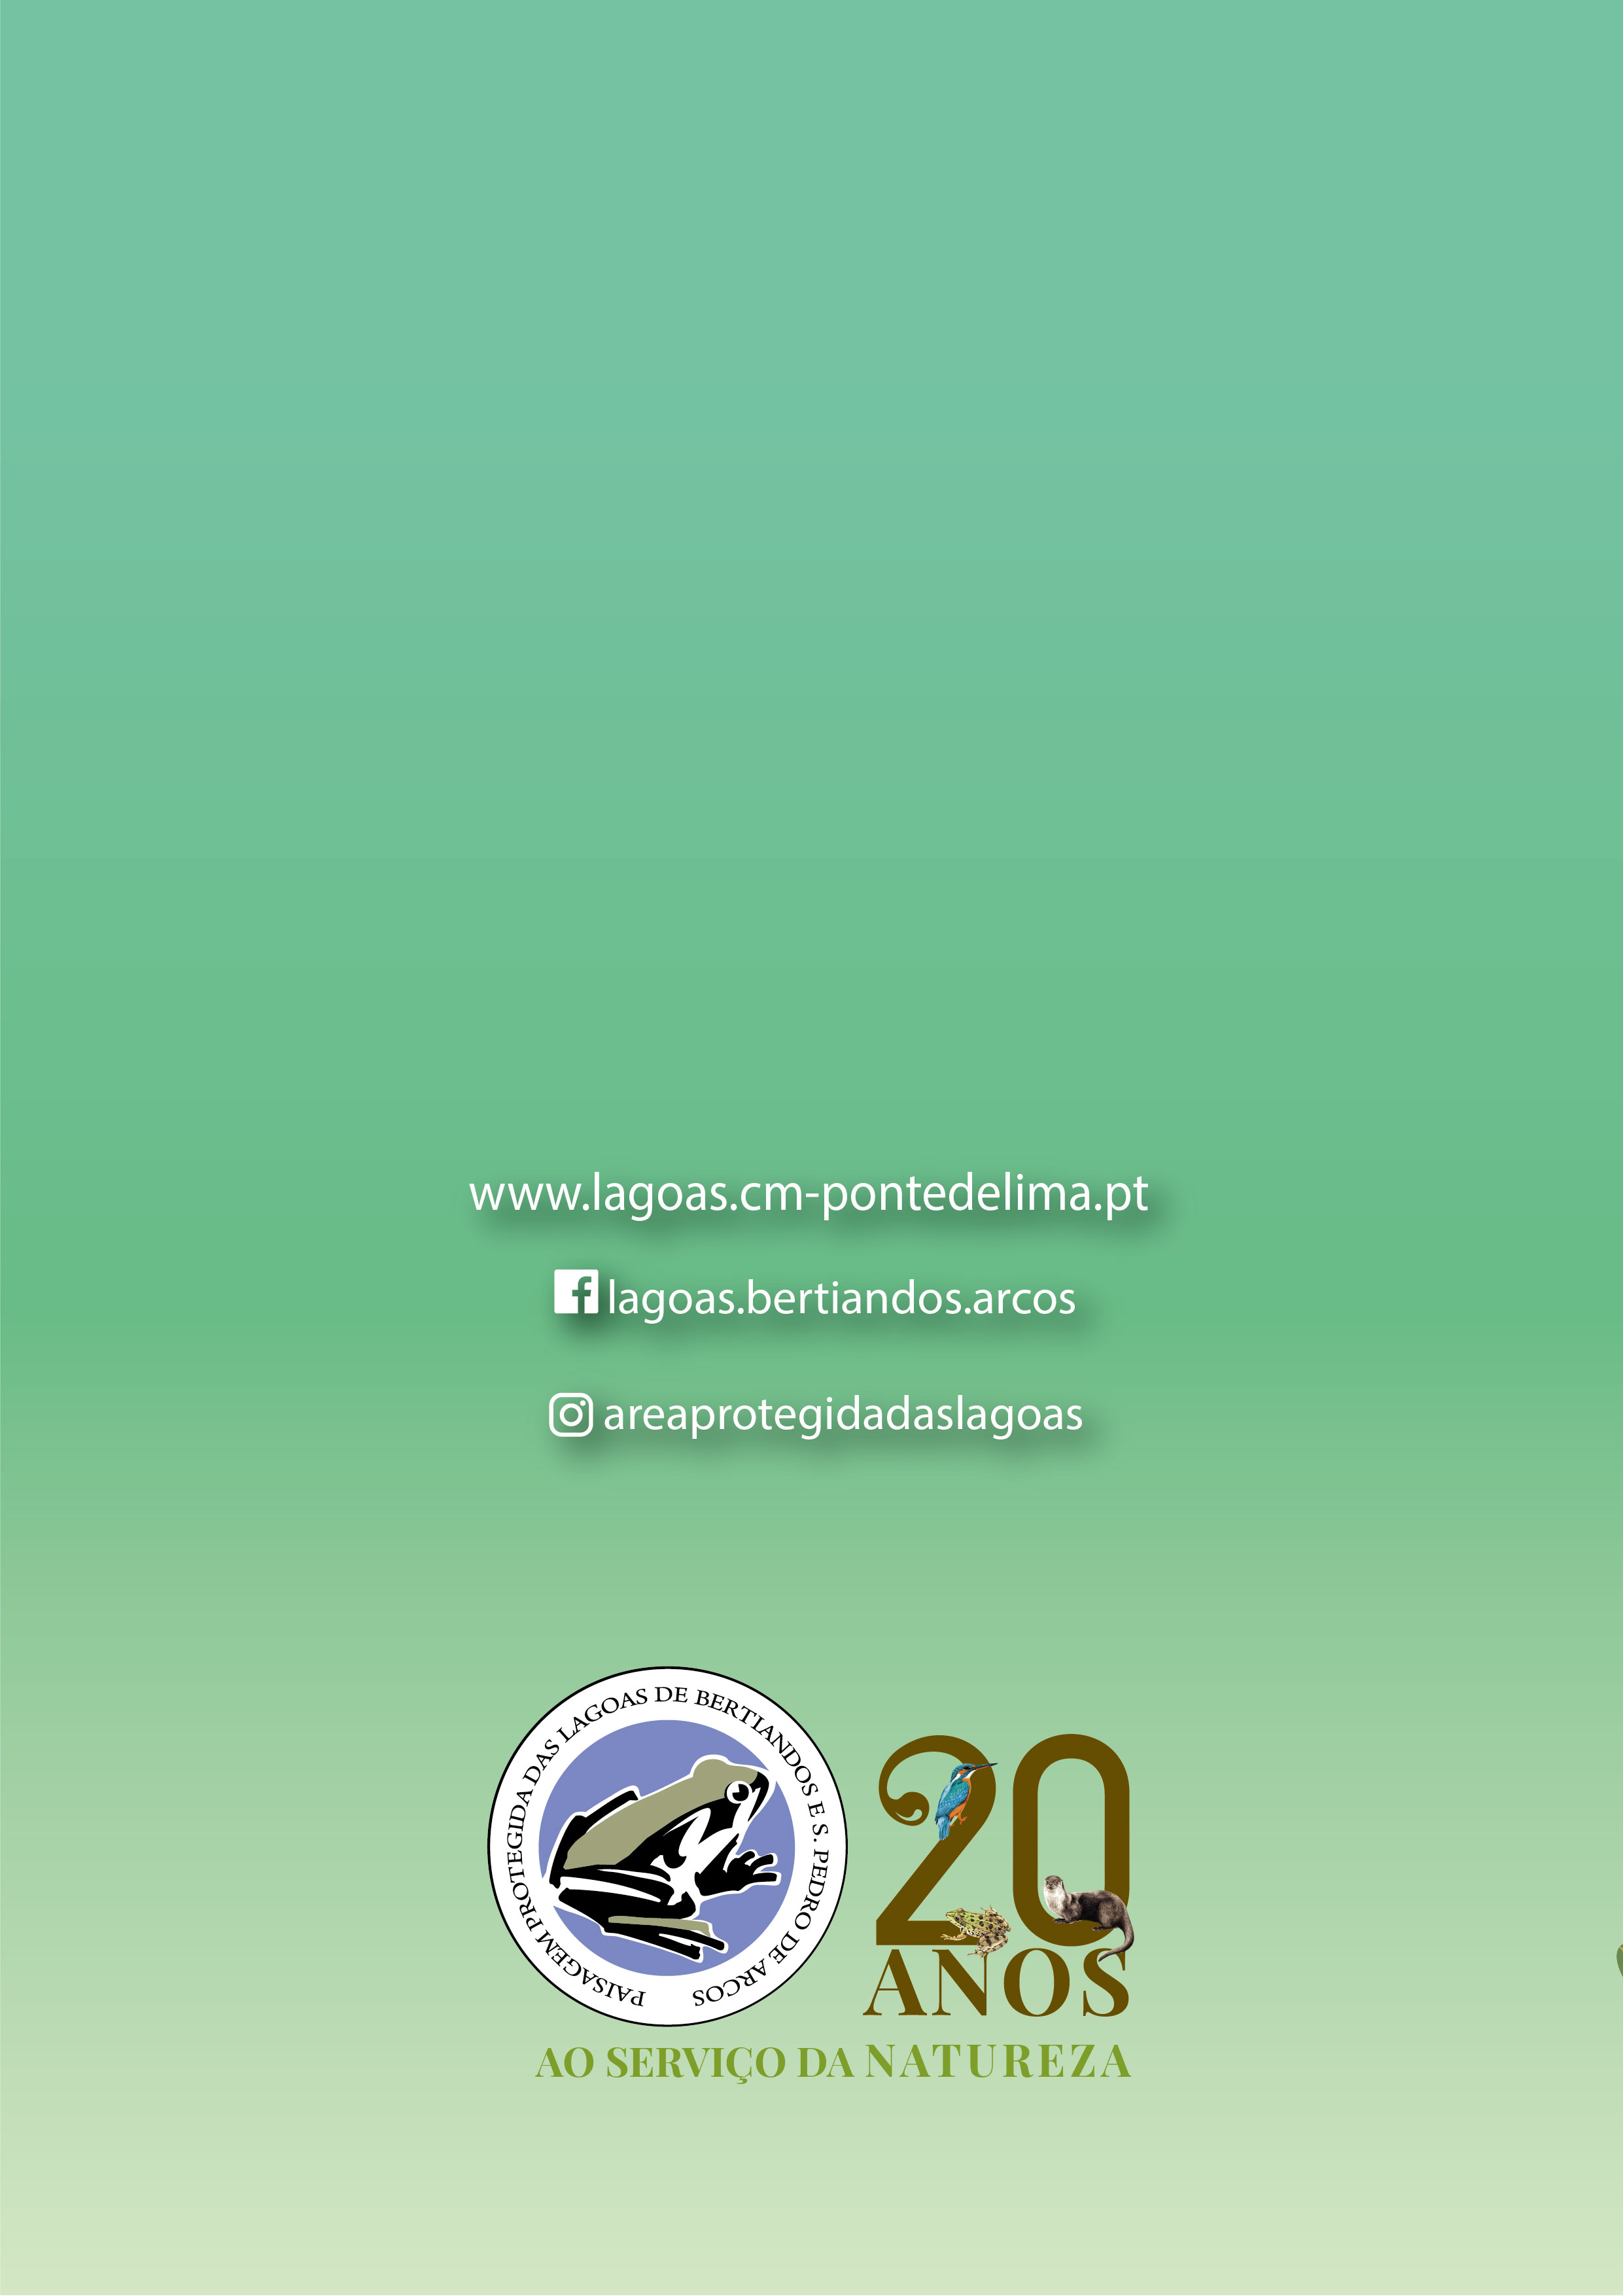 www.lagoas.cm-pontedelima.pt
lagoas.bertiandos.arcos
areaprotegidadaslagoas
PAISAGEM PROTEGIDA DAS LAGOAS DE BERTIANDOS E S. PEDRO DE ARCOS
20
ANOS
AO SERVIÇO DA NATUREZA